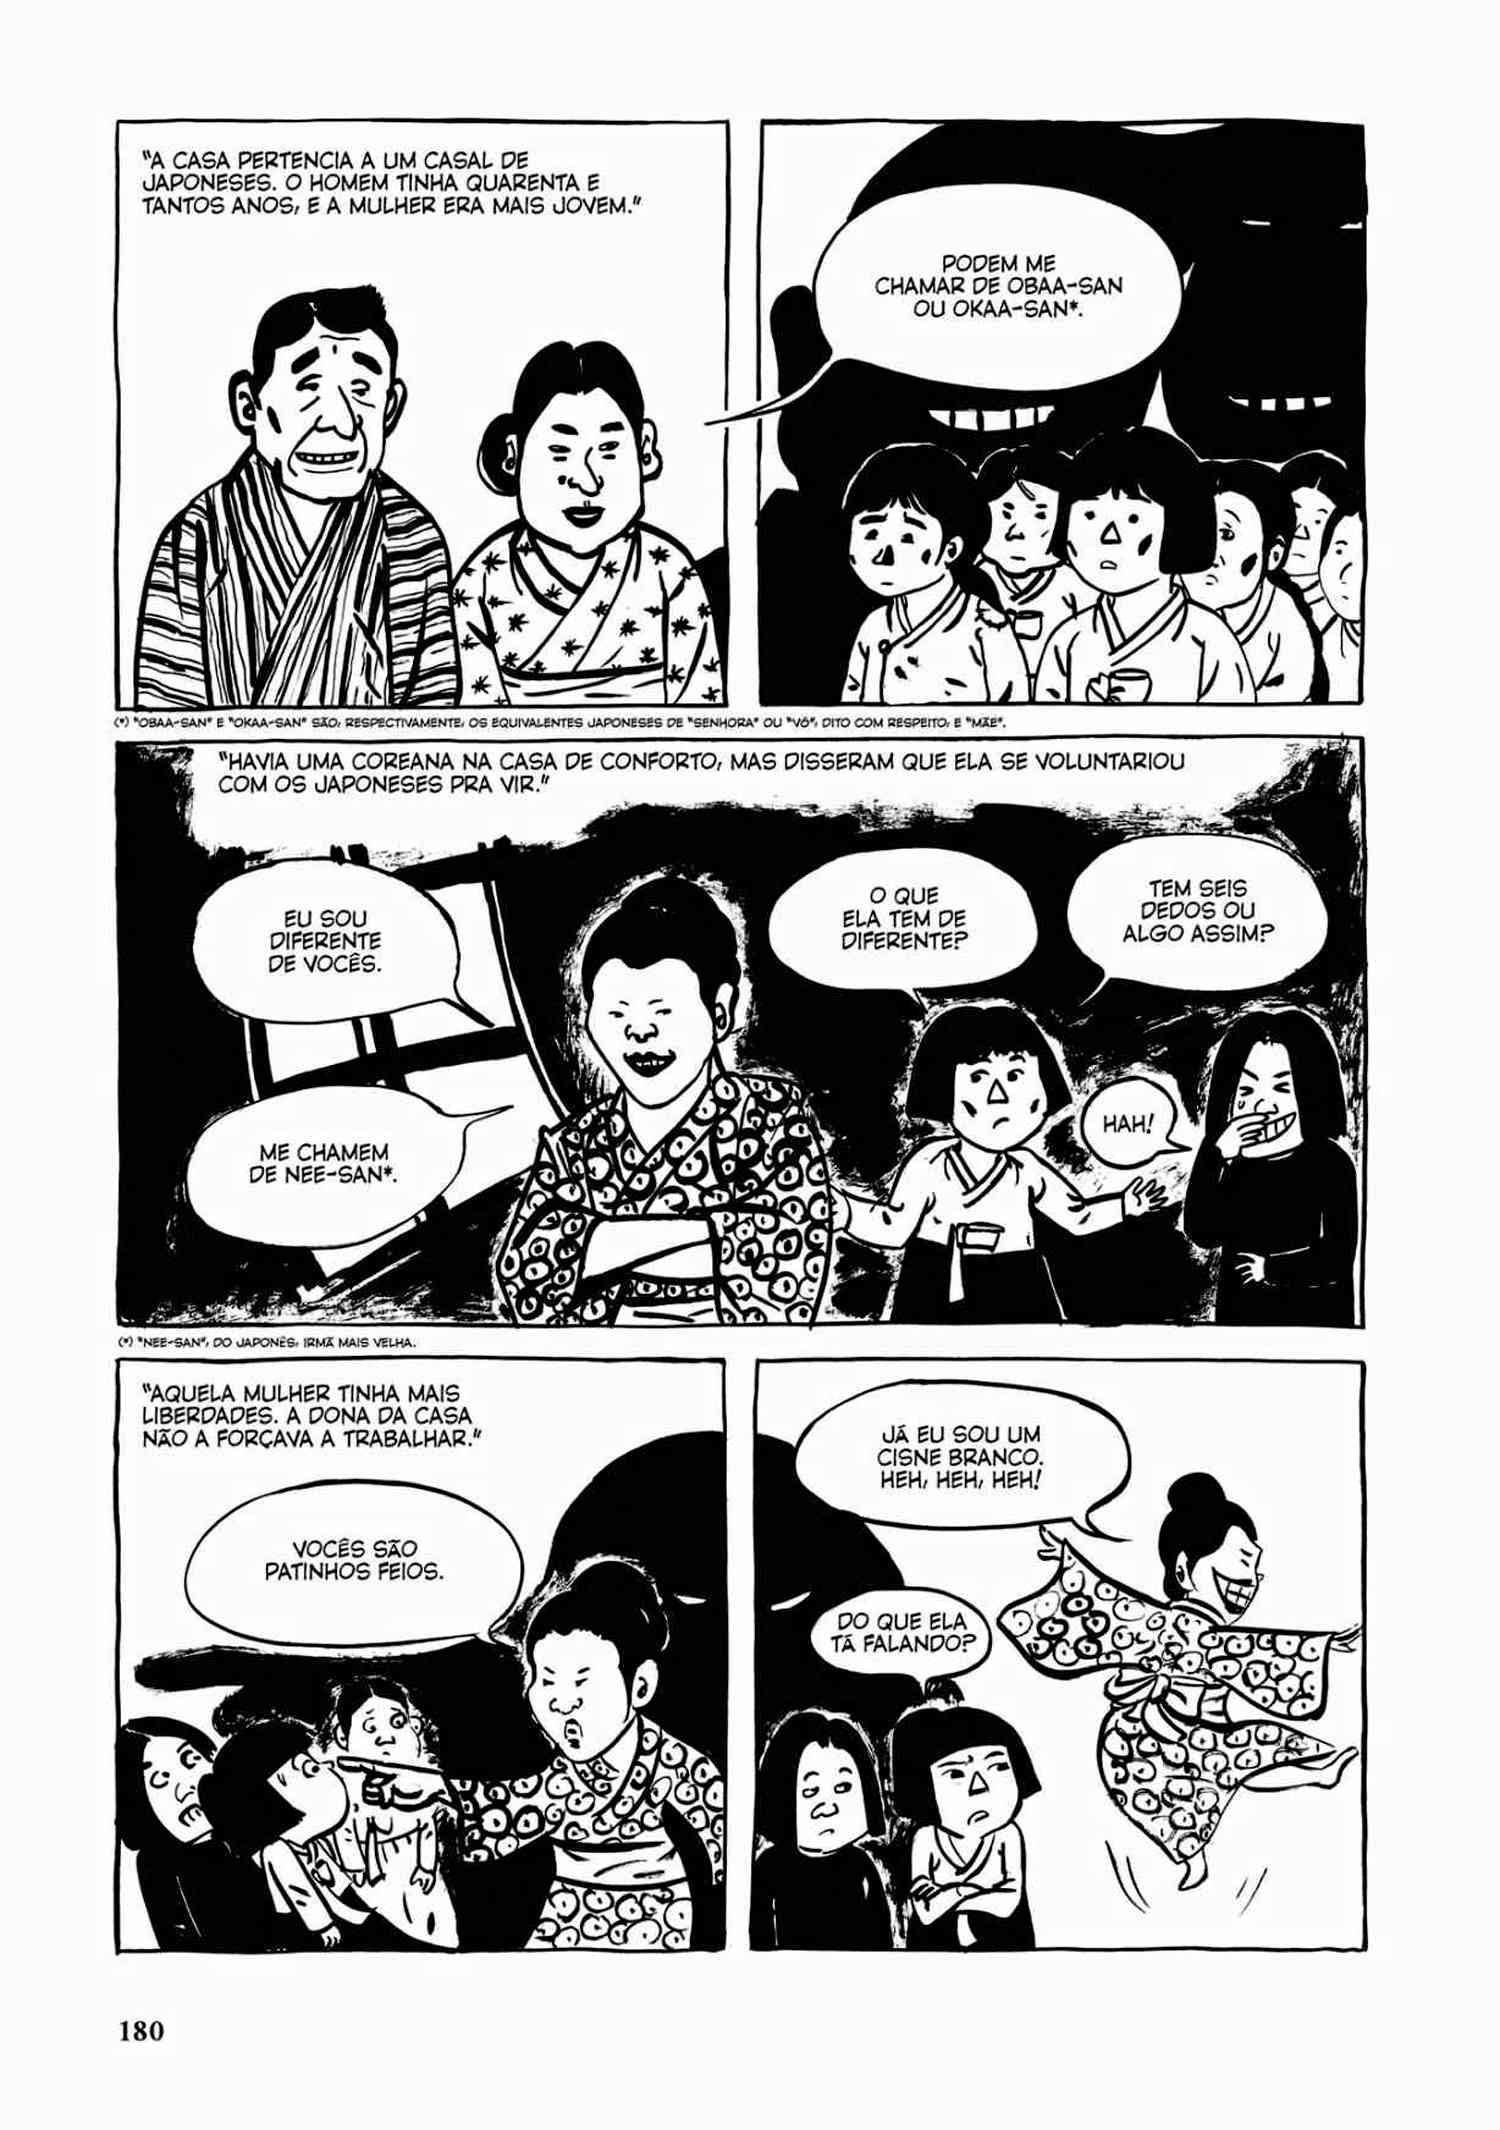 "A CASA PERTENCIA A UM CASAL DE
JAPONESES. O HOMEM TINHA QUARENTA E
TANTOS ANOS, E A MULHER ERA MAIS JOVEM."
PODEM ME
CHAMAR DE OBAA-SAN
OU OKAA-SAN*.
(*) "OBAA-SAN" E "OKAA-SAN" SÃO, RESPECTIVAMENTE, OS EQUIVALENTES JAPONESES DE "SENHORA" OU "VÓ", DITO COM RESPEITO, E "MÃE".
"HAVIA UMA COREANA NA CASA DE CONFORTO, MAS DISSERAM QUE ELA SE VOLUNTARIOU
COM OS JAPONESES PRA VIR."
EU SOU
DIFERENTE
DE VOCÊS.
O QUE
ELA TEM DE
DIFERENTE?
TEM SEIS
DEDOS OU
ALGO ASSIM?
ME CHAMEM
DE NEE-SAN*.
HAH!
(*) "NEE-SAN", DO JAPONÊS, IRMÃ MAIS VELHA.
"AQUELA MULHER TINHA MAIS
LIBERDADES. A DONA DA CASA
NÃO A FORÇAVA A TRABALHAR."
VOCÊS SÃO
PATINHOS FEIOS.
JÁ EU SOU UM
CISNE BRANCO.
HEH, HEH, HEH!
DO QUE ELA
TÁ FALANDO?
180